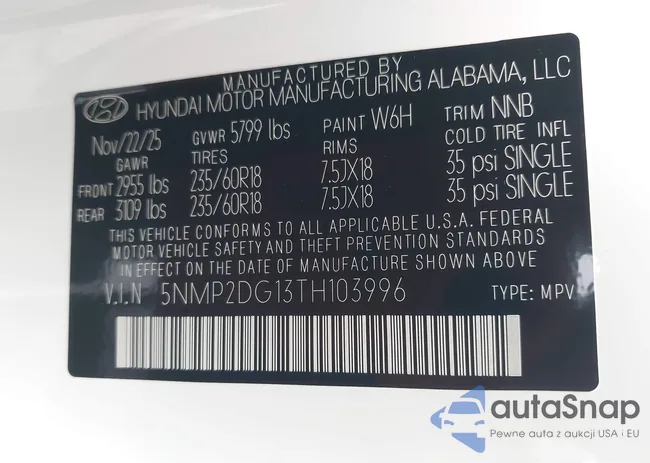 MANUFACTURED BY
HYUNDAI MOTOR MANUFACTURING ALABAMA, LLC
Nov/22/25 GVWR 5799 lbs PAINT W6H TRIM NNB
GAWR TIRES RIMS COLD TIRE INFL
FRONT 2955 lbs 235/60R18 7.5JX18 35 psi SINGLE
REAR 3109 lbs 235/60R18 7.5JX18 35 psi SINGLE
THIS VEHICLE CONFORMS TO ALL APPLICABLE U.S.A. FEDERAL
MOTOR VEHICLE SAFETY AND THEFT PREVENTION STANDARDS
IN EFFECT ON THE DATE OF MANUFACTURE SHOWN ABOVE
V.I.N 5NMP2DG13TH103996 TYPE: MPV
autaSnap
Pewne auta z aukcji USA i EU